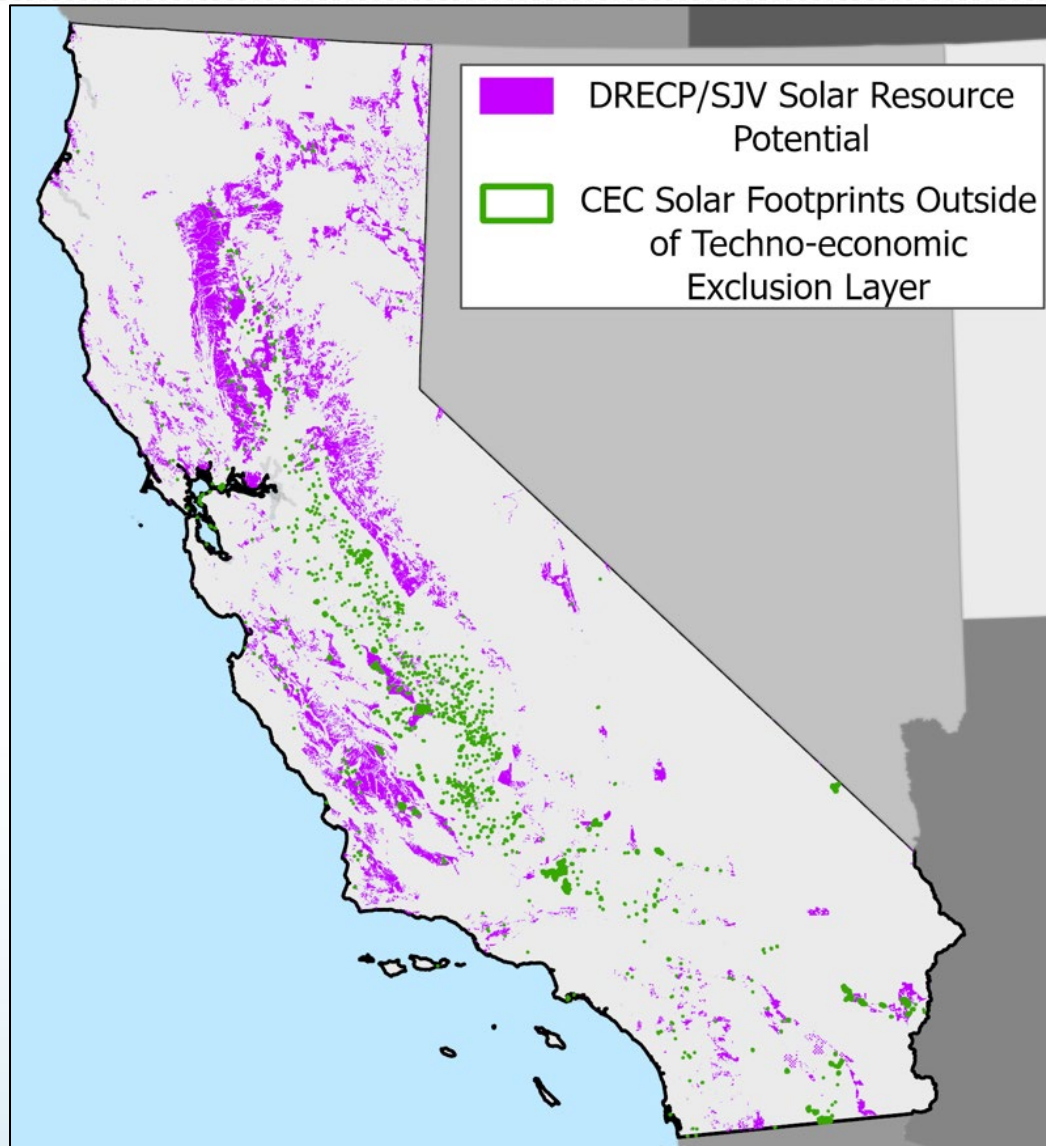 DRECP/SJV Solar Resource
Potential
CEC Solar Footprints Outside
of Techno-economic
Exclusion Layer